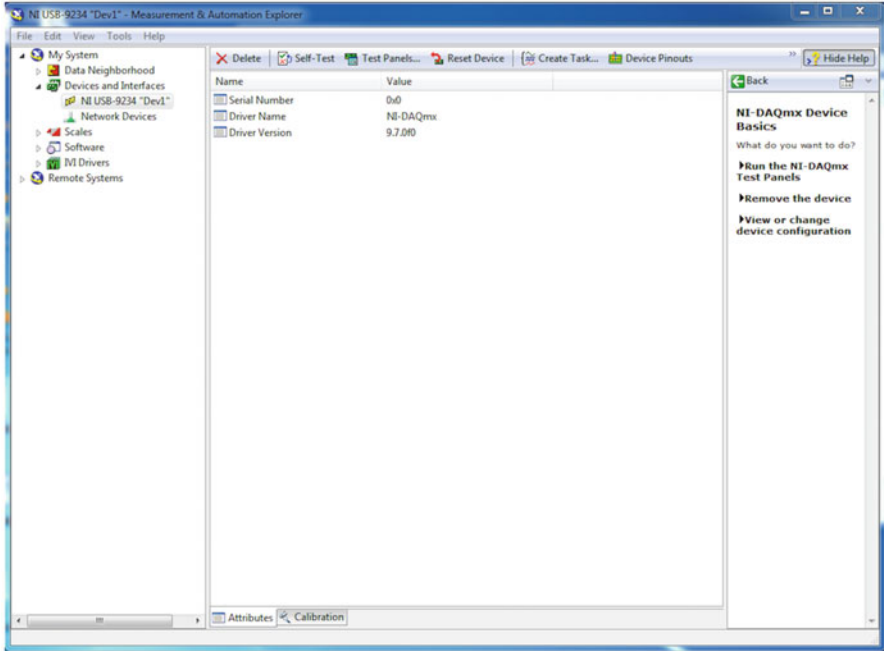 NI USB-9234 "Dev1" - Measurement & Automation Explorer
File Edit View Tools Help
My System
Data Neighborhood
Devices and Interfaces
NI USB-9234 "Dev1"
Network Devices
Scales
Software
IVI Drivers
Remote Systems
Delete Self-Test Test Panels... Reset Device Create Task... Device Pinouts » Hide Help
Name Value
Serial Number 0x0
Driver Name NI-DAQmx
Driver Version 9.7.0f0
Attributes Calibration
Back
NI-DAQmx Device
Basics
What do you want to do?
Run the NI-DAQmx
Test Panels
Remove the device
View or change
device configuration